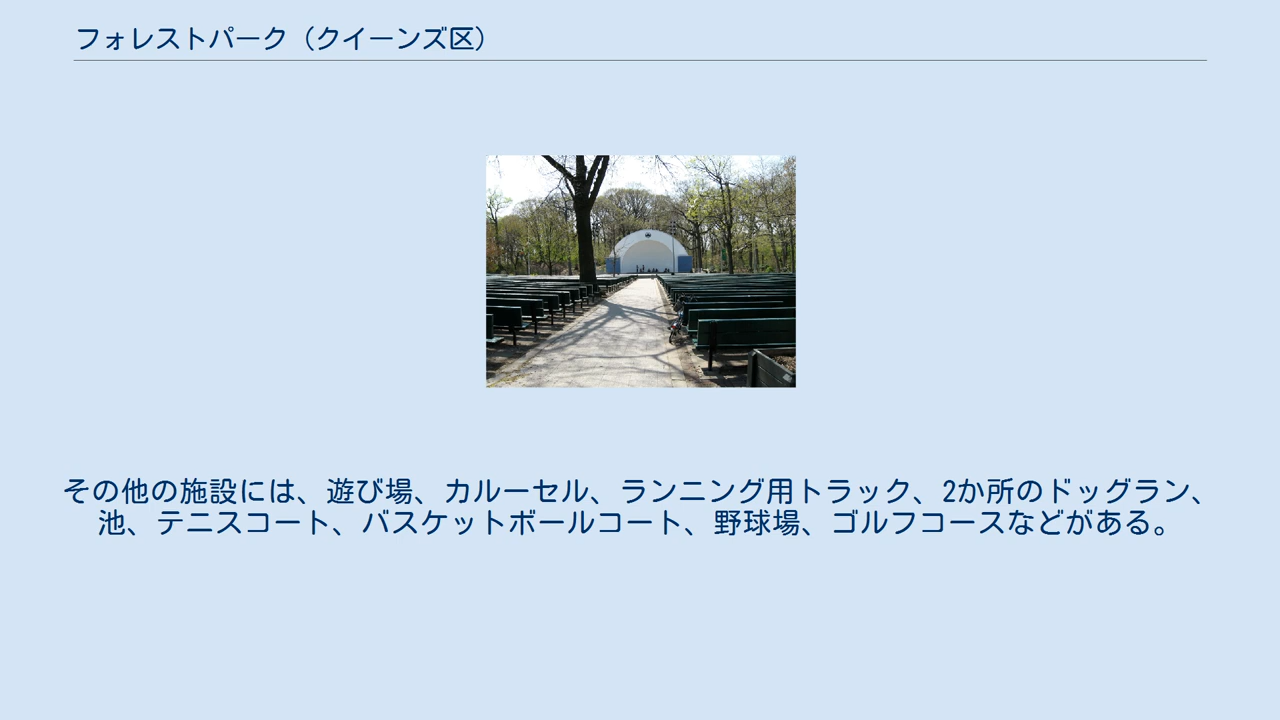 フォレストパーク（クイーンズ区）
その他の施設には、遊び場、カルーセル、ランニング用トラック、2か所のドッグラン、
池、テニスコート、バスケットボールコート、野球場、ゴルフコースなどがある。